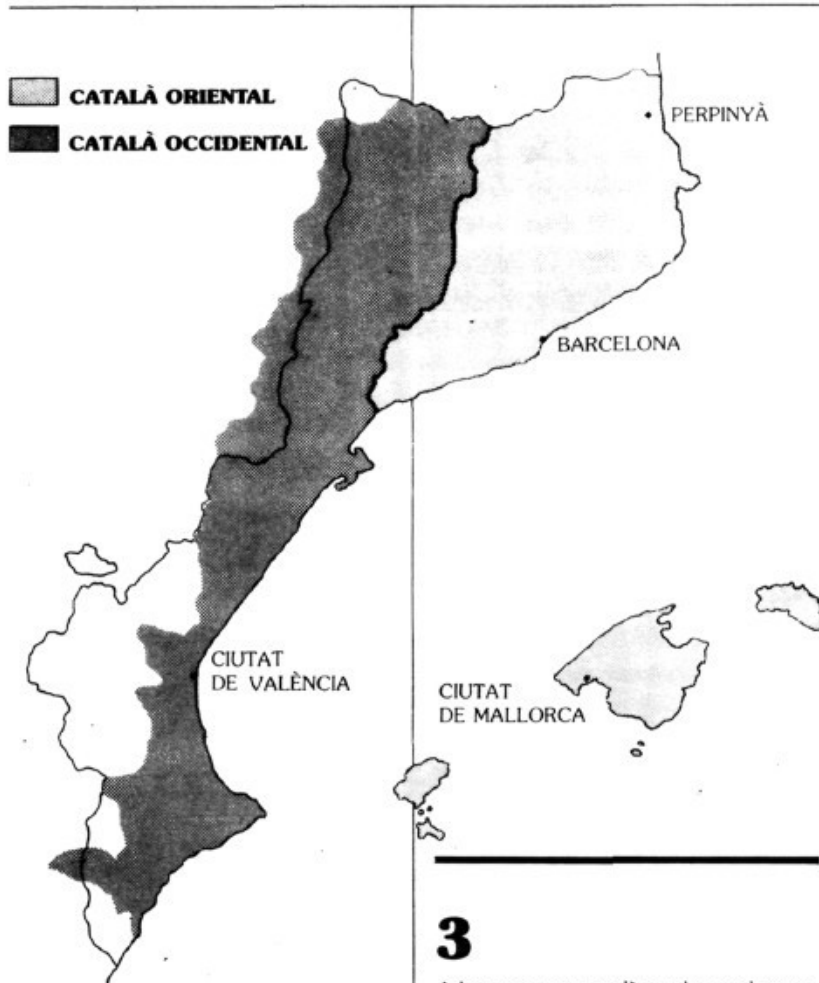 CATALÀ ORIENTAL
CATALÀ OCCIDENTAL
PERPINYÀ
BARCELONA
CIUTAT
DE VALÈNCIA
CIUTAT
DE MALLORCA
3